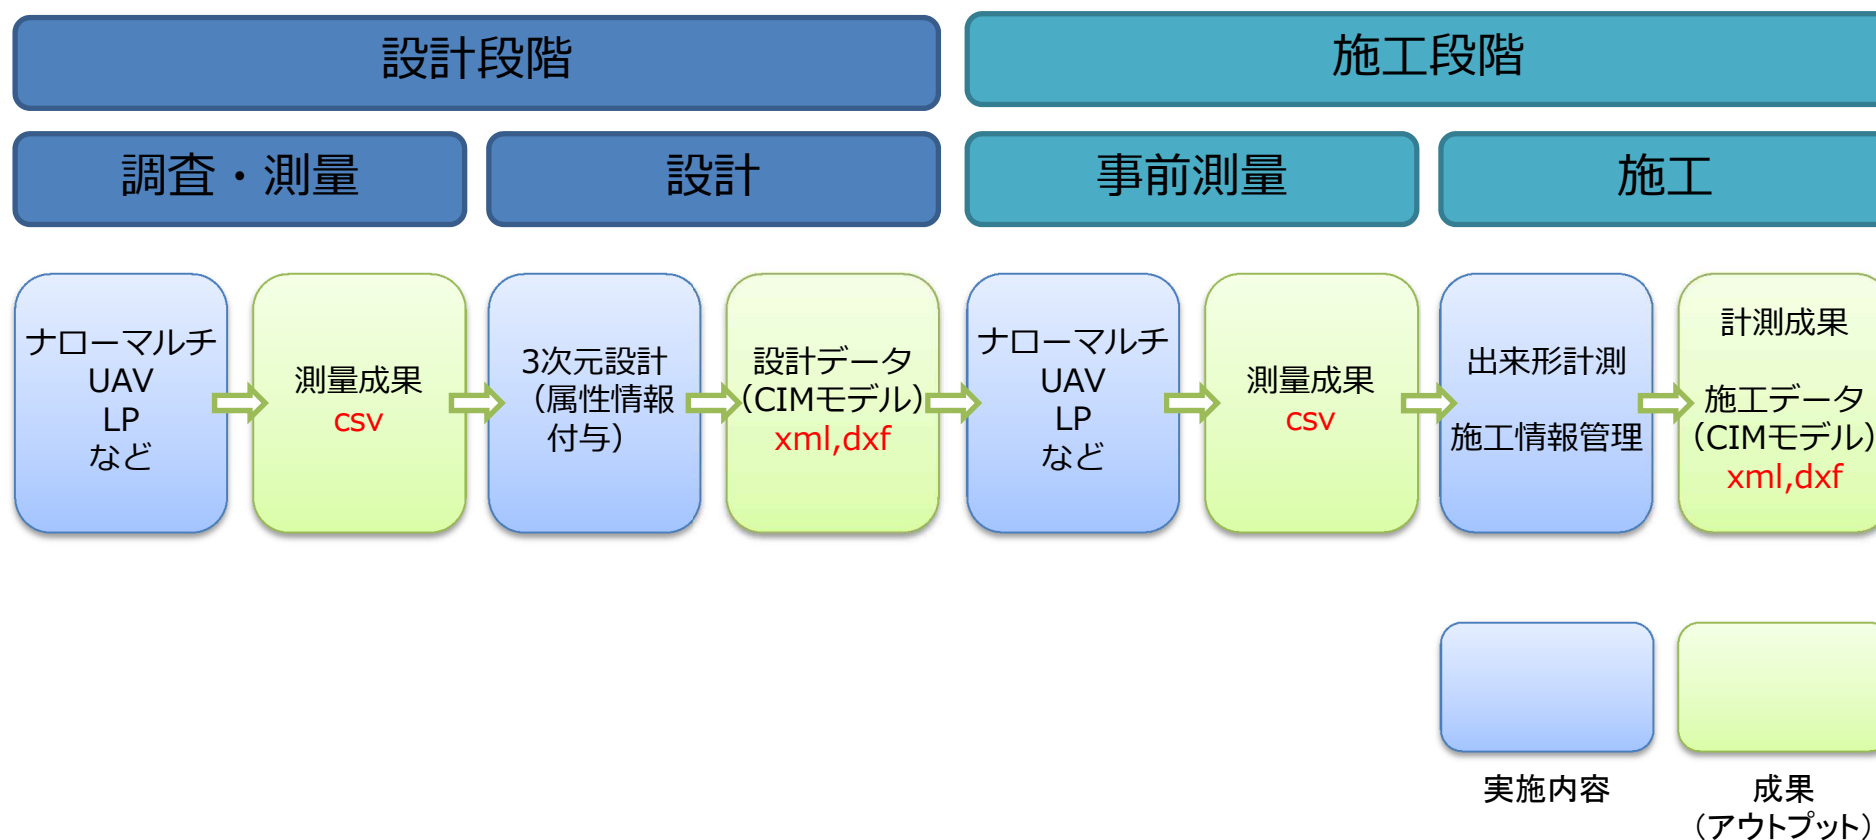 設計段階
施工段階
調査・測量
設計
事前測量
施工
ナローマルチ
UAV
LP
など
測量成果
csv
3次元設計
（属性情報
付与）
設計データ
（CIMモデル）
xml,dxf
ナローマルチ
UAV
LP
など
測量成果
csv
出来形計測
施工情報管理
計測成果
施工データ
（CIMモデル）
xml,dxf
実施内容
成果
（アウトプット）